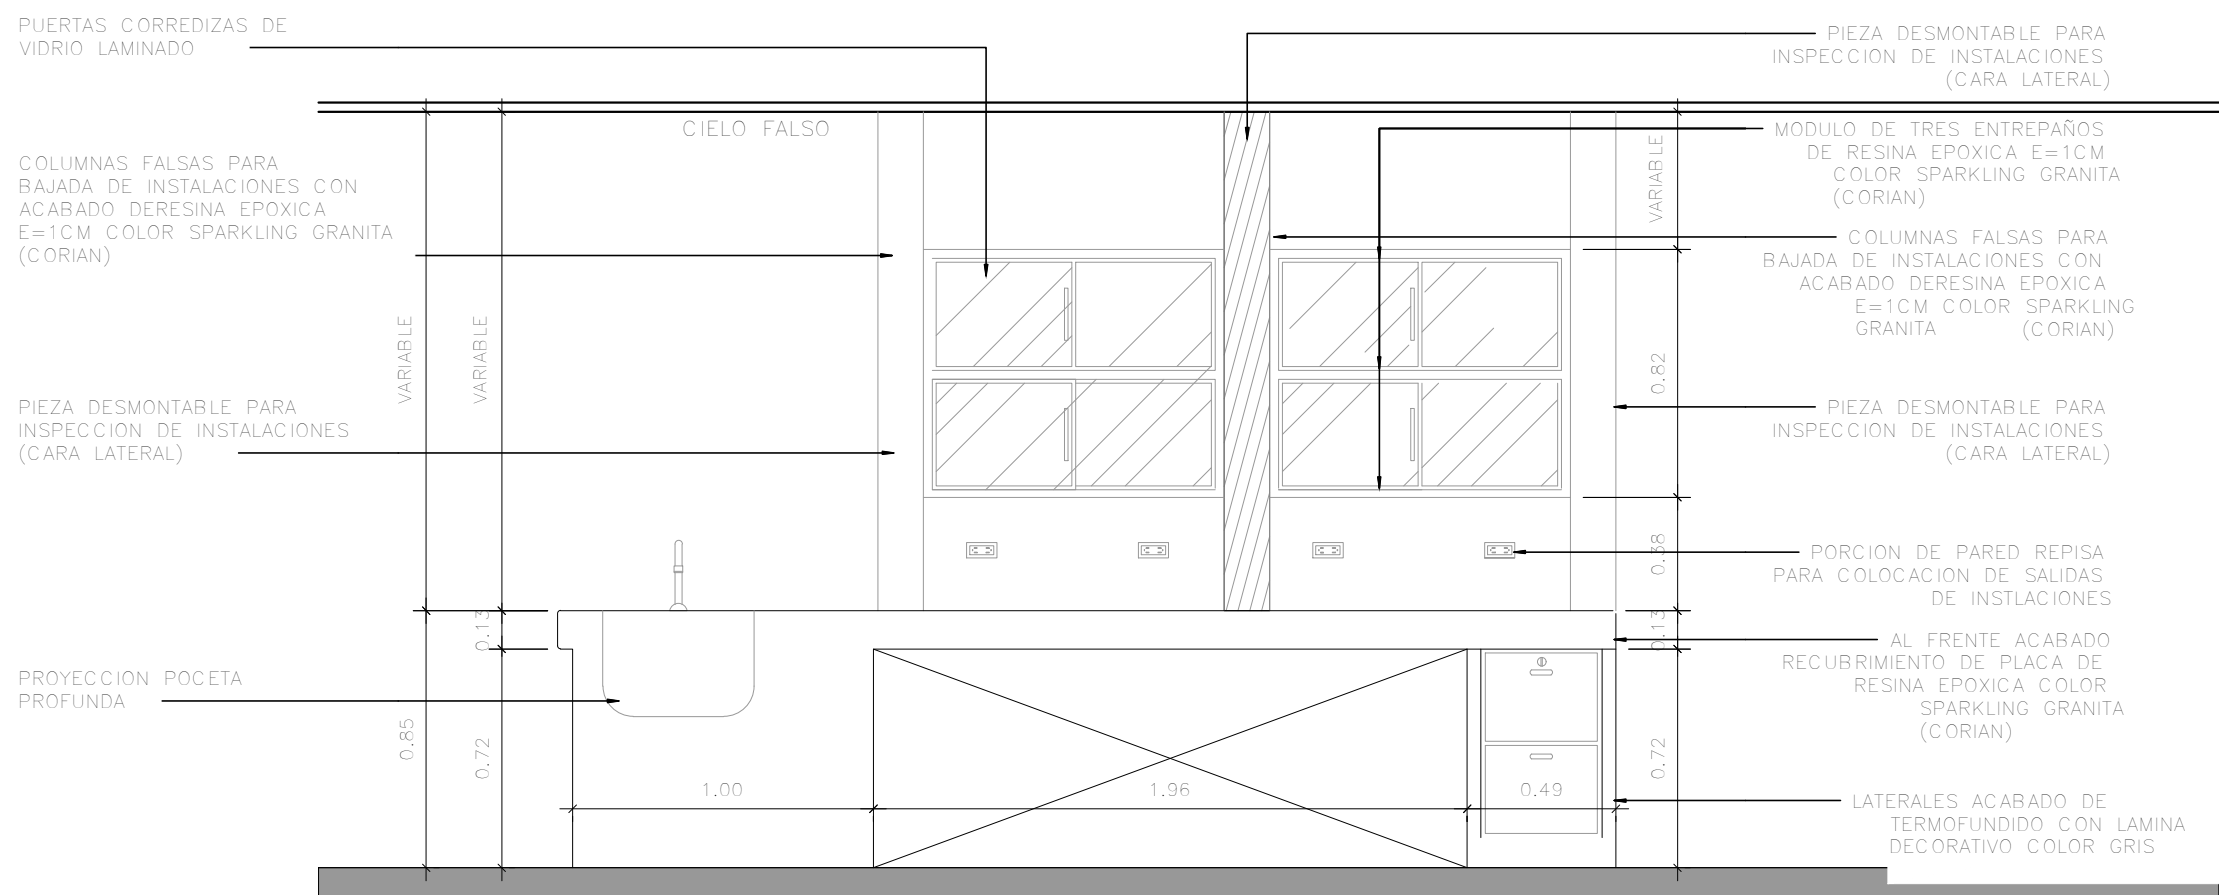 PUERTAS CORREDIZAS DE
VIDRIO LAMINADO
PIEZA DESMONTABLE PARA
INSPECCION DE INSTALACIONES
(CARA LATERAL)
CIELO FALSO
COLUMNAS FALSAS PARA
BAJADA DE INSTALACIONES CON
ACABADO DERESINA EPOXICA
E=1CM COLOR SPARKLING GRANITA
(CORIAN)
VARIABLE
MODULO DE TRES ENTREPAÑOS
DE RESINA EPOXICA E=1CM
COLOR SPARKLING GRANITA
(CORIAN)
COLUMNAS FALSAS PARA
BAJADA DE INSTALACIONES CON
ACABADO DERESINA EPOXICA
E=1CM COLOR SPARKLING
GRANITA (CORIAN)
VARIABLE
VARIABLE
0.82
PIEZA DESMONTABLE PARA
INSPECCION DE INSTALACIONES
(CARA LATERAL)
PIEZA DESMONTABLE PARA
INSPECCION DE INSTALACIONES
(CARA LATERAL)
0.38
PORCION DE PARED REPISA
PARA COLOCACION DE SALIDAS
DE INSTLACIONES
0.13
0.13
AL FRENTE ACABADO
RECUBRIMIENTO DE PLACA DE
RESINA EPOXICA COLOR
SPARKLING GRANITA
(CORIAN)
PROYECCION POCETA
PROFUNDA
0.85
0.72
0.72
1.00
1.96
0.49
LATERALES ACABADO DE
TERMOFUNDIDO CON LAMINA
DECORATIVO COLOR GRIS